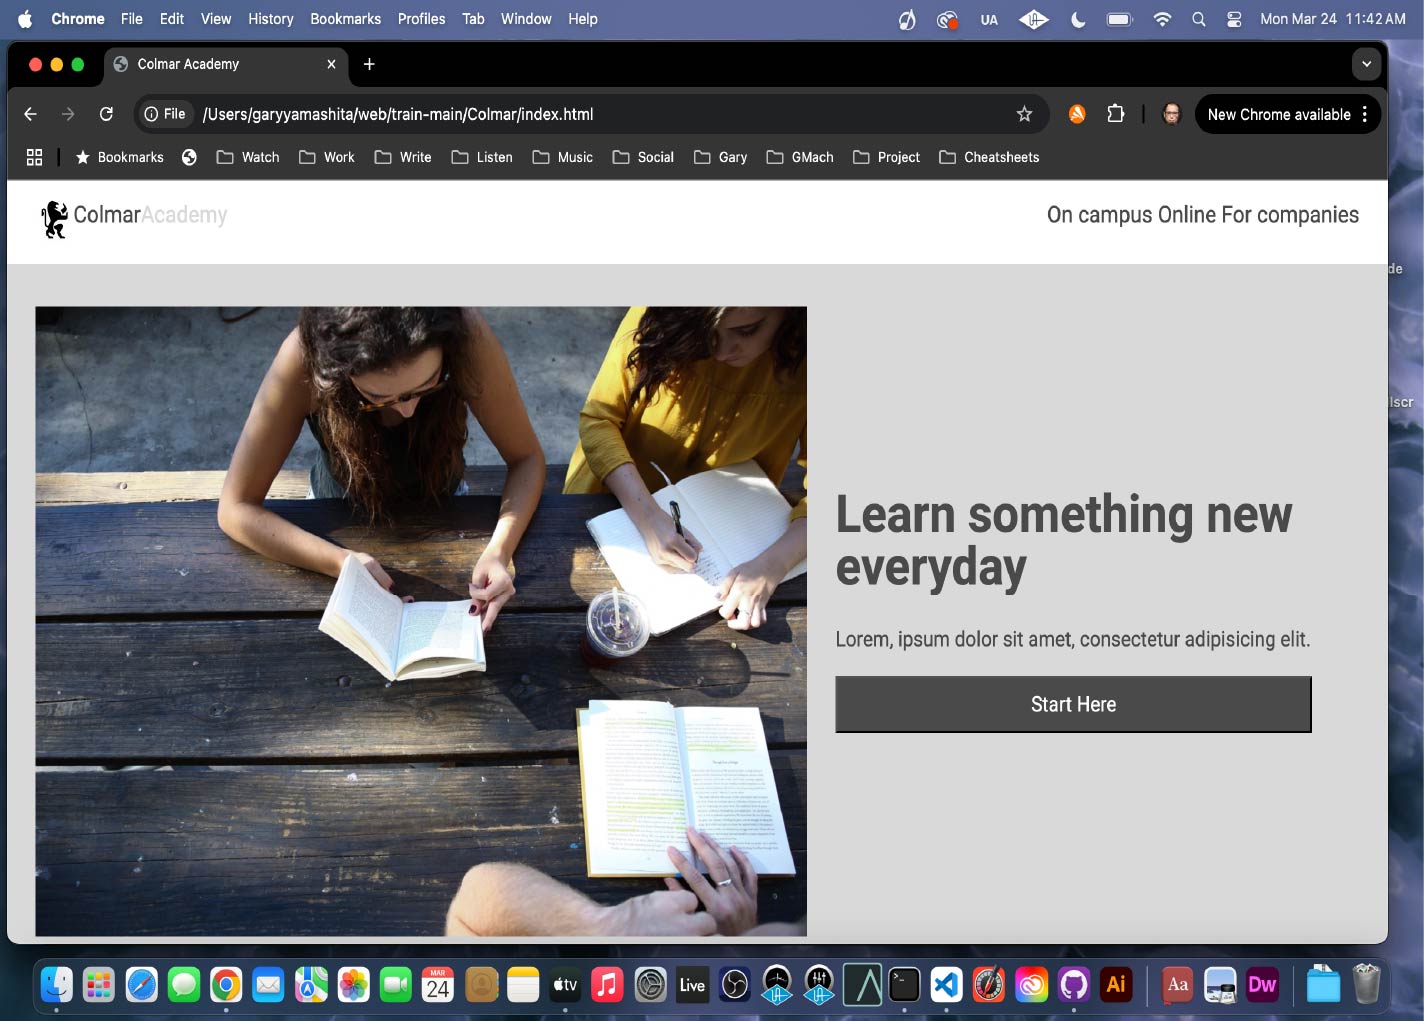 Chrome File Edit View History Bookmarks Profiles Tab Window Help UA Mon Mar 24 11:42 AM
Colmar Academy
File /Users/garyyamashita/web/train-main/Colmar/index.html New Chrome available
Bookmarks Watch Work Write Listen Music Social Gary GMach Project Cheatsheets
ColmarAcademy On campus Online For companies
de
lscr
Learn something new
everyday
Lorem, ipsum dolor sit amet, consectetur adipisicing elit.
Start Here
MAR
24 tv Live Ai Aa Dw